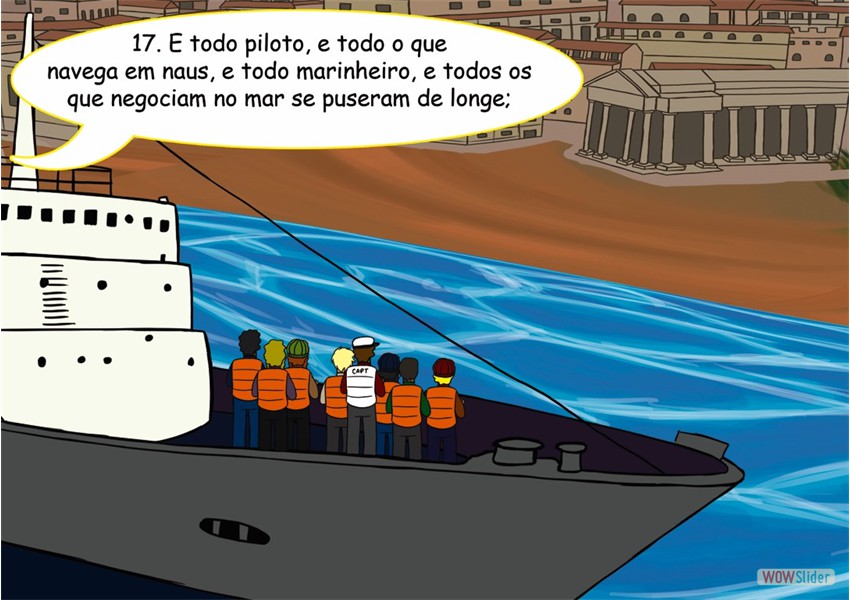 17. E todo piloto, e todo o que
navega em naus, e todo marinheiro, e todos os
que negociam no mar se puseram de longe;
CAPT
WOWSlider